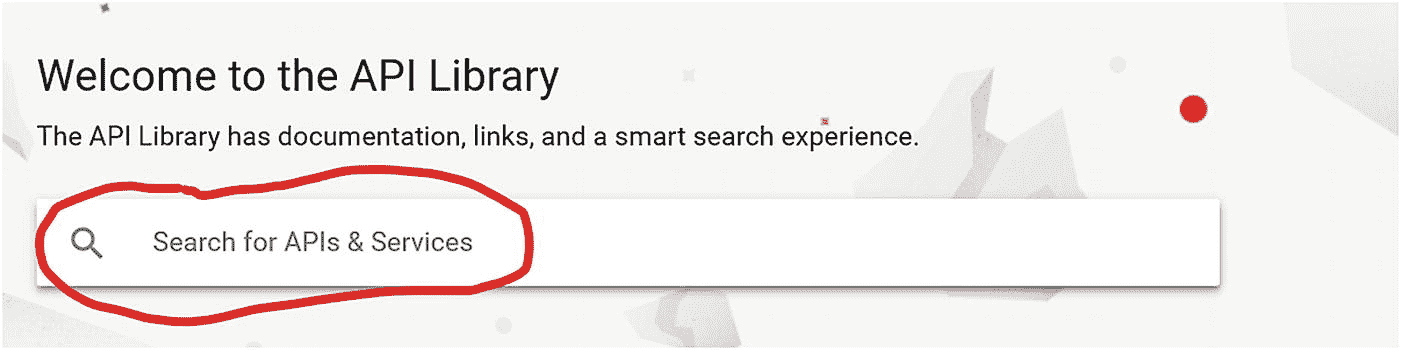 Welcome to the API Library
The API Library has documentation, links, and a smart search experience.
Search for APIs & Services